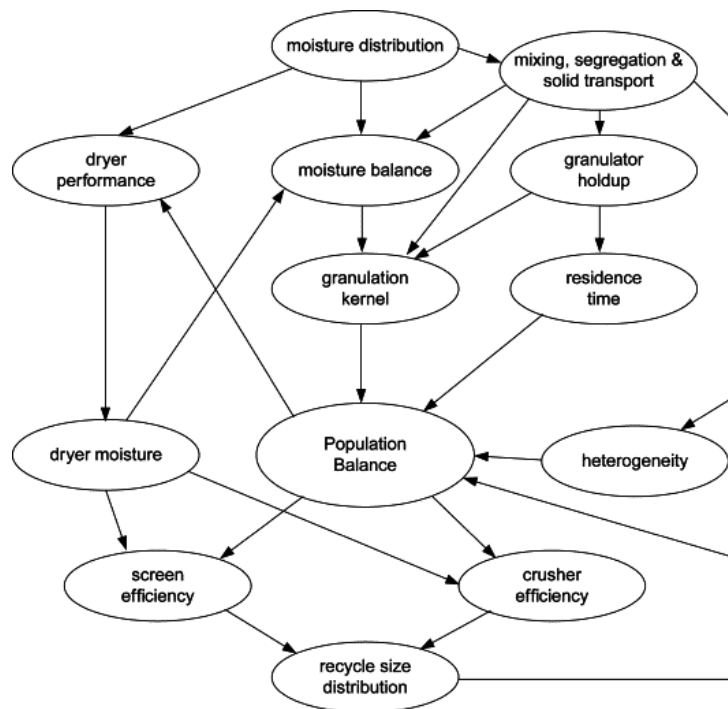 moisture distribution
mixing, segregation &
solid transport
dryer
performance
moisture balance
granulator
holdup
granulation
kernel
residence
time
dryer moisture
Population
Balance
heterogeneity
screen
efficiency
crusher
efficiency
recycle size
distribution